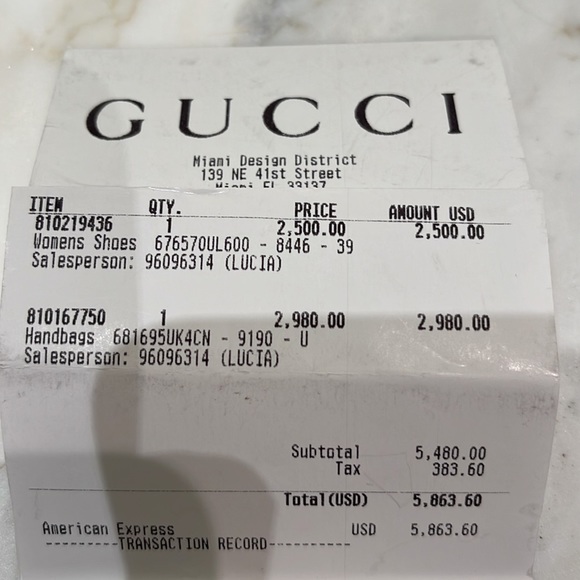 GUCCI
Miami Design District
139 NE 41st Street
Miami FL 33137
ITEM QTY. PRICE AMOUNT USD
810219436 1 2,500.00 2,500.00
Womens Shoes 676570UL600 - 8446 - 39
Salesperson: 96096314 (LUCIA)
810167750 1 2,980.00 2,980.00
Handbags 681695UK4CN - 9190 - U
Salesperson: 96096314 (LUCIA)
Subtotal 5,480.00
Tax 383.60
Total(USD) 5,863.60
American Express USD 5,863.60
---------TRANSACTION RECORD----------